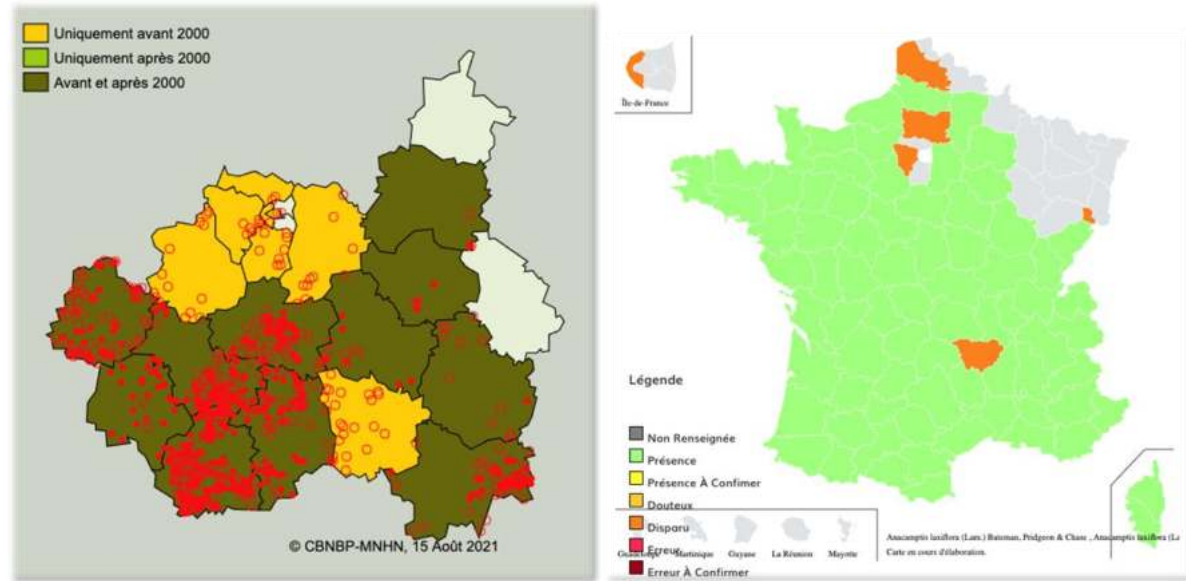 Uniquement avant 2000
Uniquement après 2000
Avant et après 2000
© CBNBP-MNHN, 15 Août 2021
Île-de-France
Légende
Non Renseignée
Présence
Présence À Confimer
Douteux
Disparu
Erreur
Erreur À Confirmer
Guadeloupe Martinique Guyane La Réunion Mayotte
Anacamptis laxiflora (Lam.) Bateman, Pridgeon & Chase , Anacamptis laxiflora (La
Carte en cours d'élaboration.